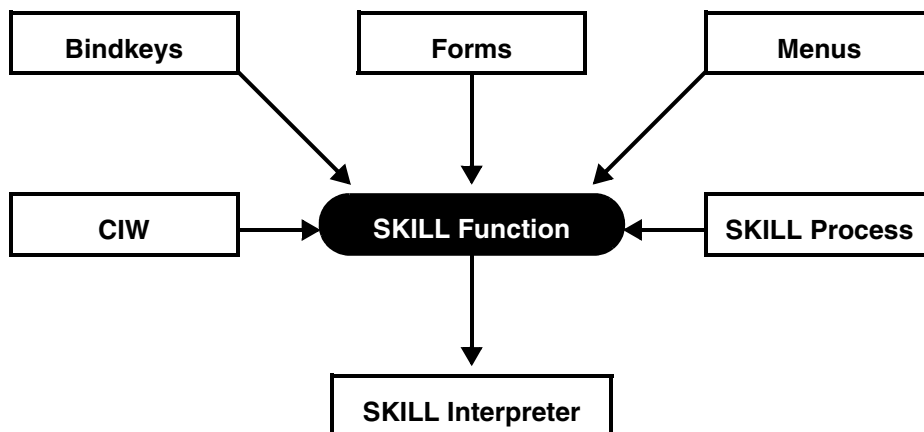 Bindkeys
Forms
Menus
CIW
SKILL Function
SKILL Process
SKILL Interpreter